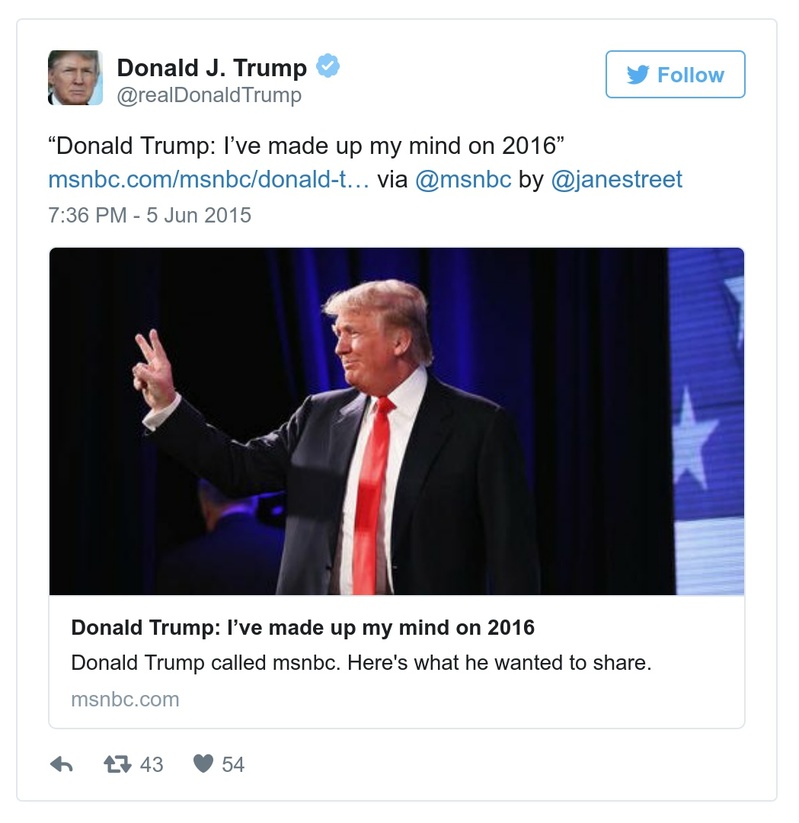 Donald J. Trump
@realDonaldTrump
Follow
“Donald Trump: I’ve made up my mind on 2016”
msnbc.com/msnbc/donald-t… via @msnbc by @janestreet
7:36 PM - 5 Jun 2015
Donald Trump: I’ve made up my mind on 2016
Donald Trump called msnbc. Here's what he wanted to share.
msnbc.com
43 54